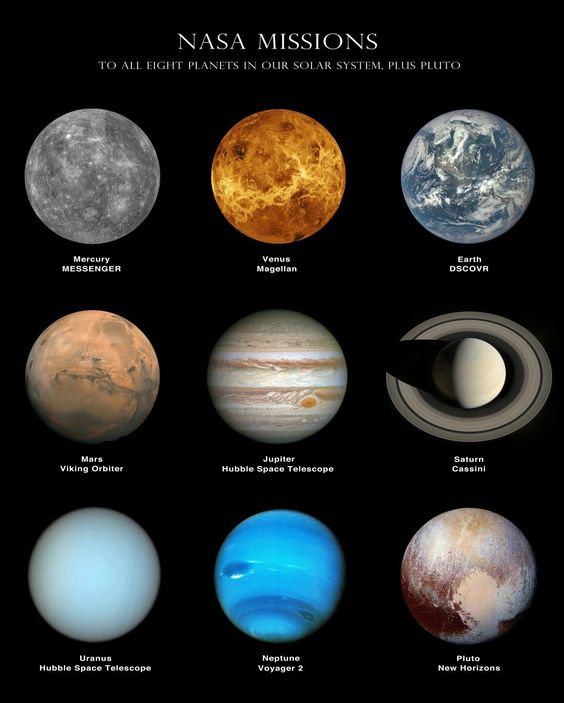 NASA MISSIONS
TO ALL EIGHT PLANETS IN OUR SOLAR SYSTEM, PLUS PLUTO
Mercury
MESSENGER
Venus
Magellan
Earth
DSCOVR
Mars
Viking Orbiter
Jupiter
Hubble Space Telescope
Saturn
Cassini
Uranus
Hubble Space Telescope
Neptune
Voyager 2
Pluto
New Horizons